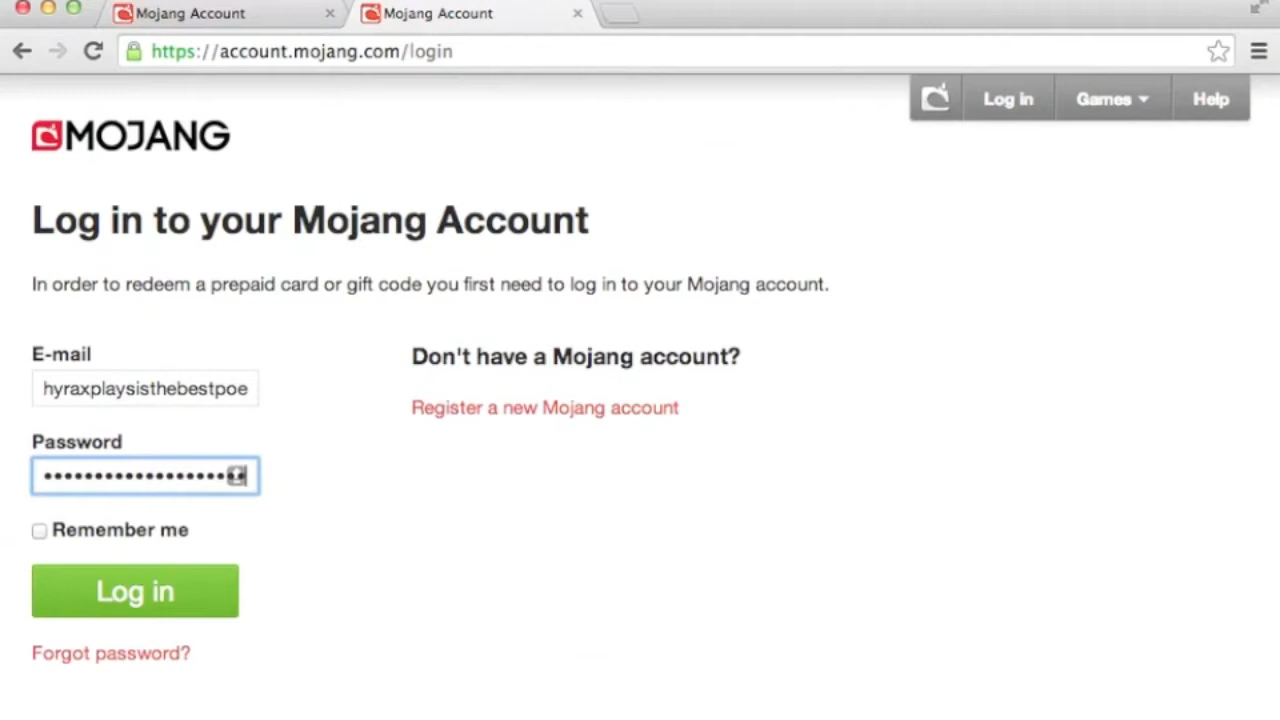 Mojang Account
Mojang Account
https://account.mojang.com/login
Log in Games Help
MOJANG
Log in to your Mojang Account
In order to redeem a prepaid card or gift code you first need to log in to your Mojang account.
E-mail
hyraxplaysisthebestpoe
Password
Remember me
Log in
Forgot password?
Don't have a Mojang account?
Register a new Mojang account